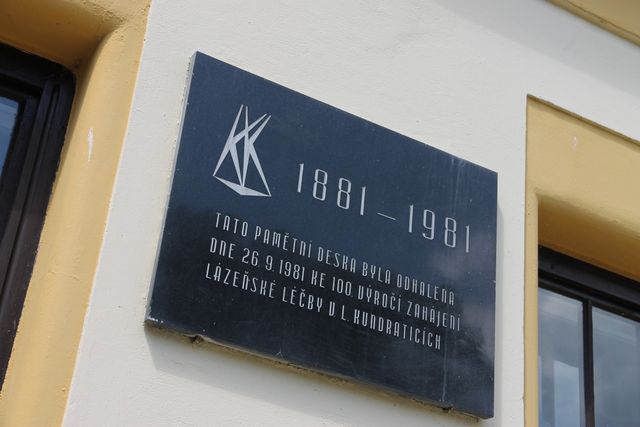 1881 – 1981
TATO PAMĚTNÍ DESKA BYLA ODHALENA
DNE 26.9.1981 KE 100. VÝROČÍ ZAHÁJENÍ
LÁZEŇSKÉ LÉČBY V L. KUNDRATICÍCH